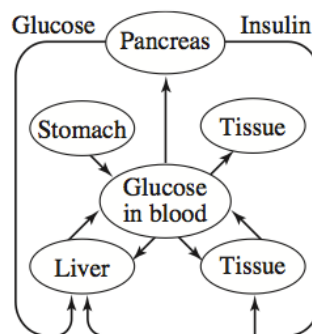 Glucose
Insulin
Pancreas
Stomach
Tissue
Glucose
in blood
Liver
Tissue